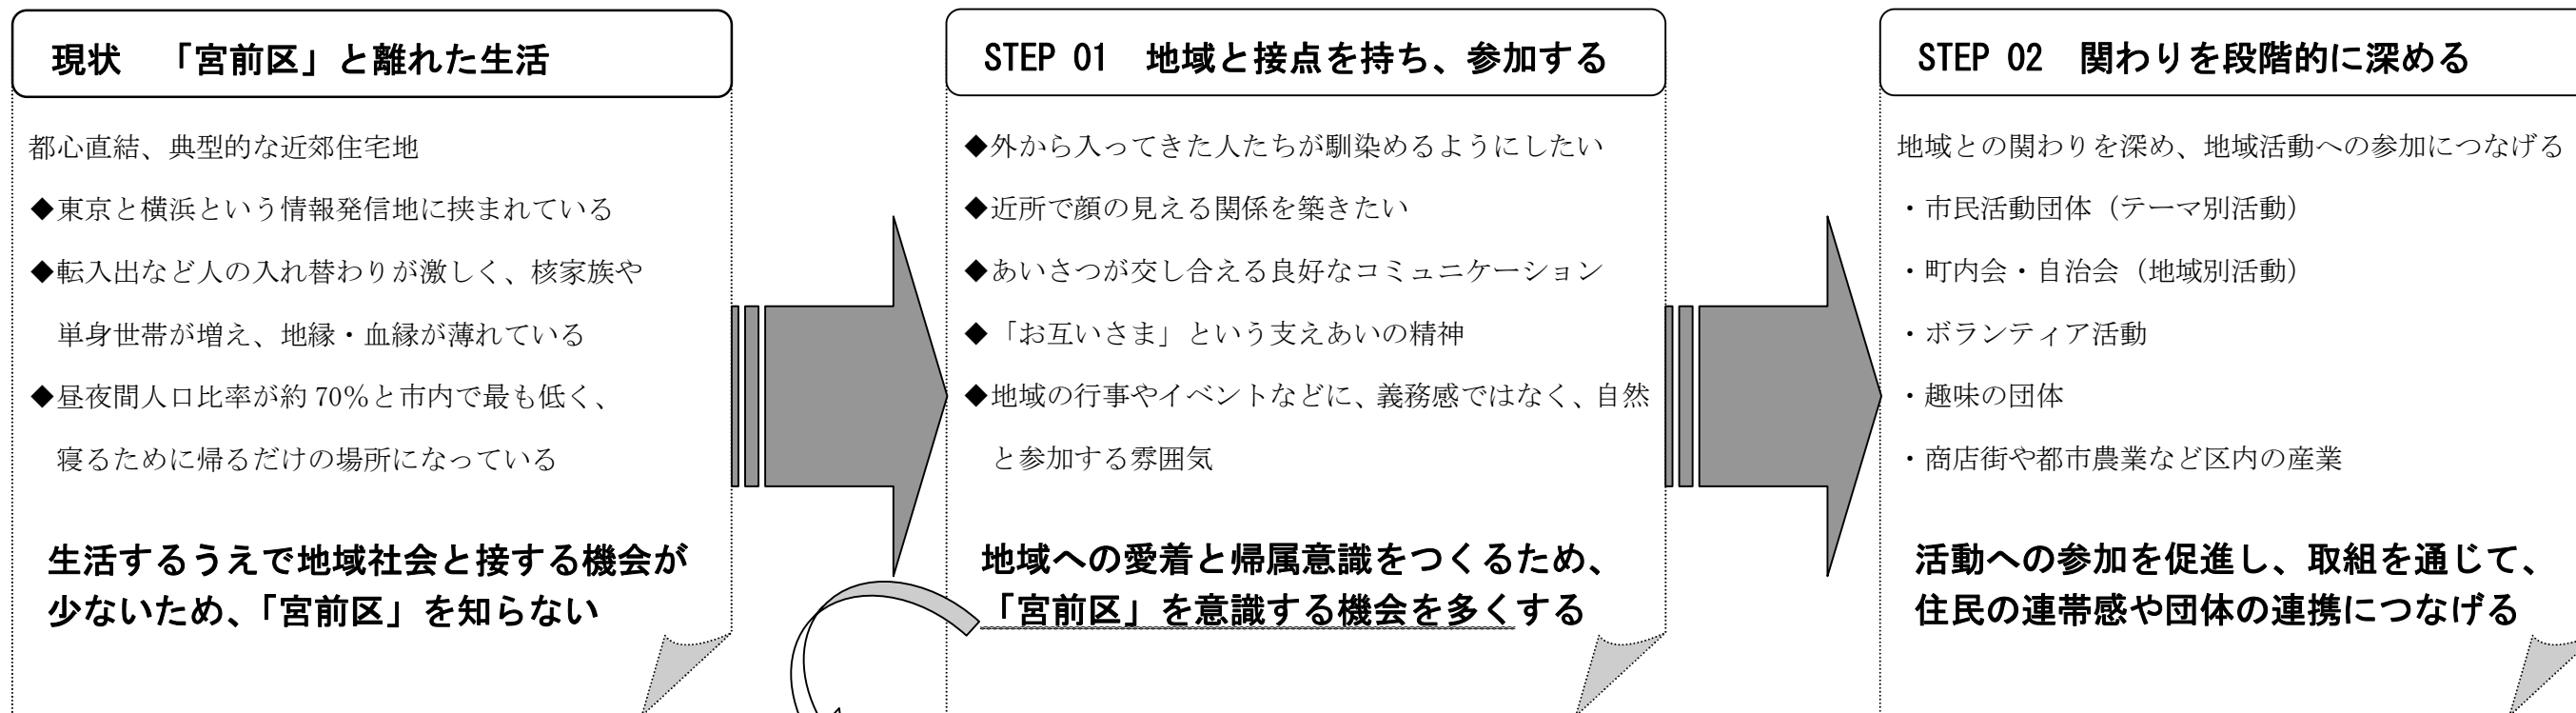 現状　「宮前区」と離れた生活
都心直結、典型的な近郊住宅地
◆東京と横浜という情報発信地に挟まれている
◆転入出など人の入れ替わりが激しく、核家族や
単身世帯が増え、地縁・血縁が薄れている
◆昼夜間人口比率が約 70%と市内で最も低く、
寝るために帰るだけの場所になっている
生活するうえで地域社会と接する機会が
少ないため、「宮前区」を知らない
STEP 01　地域と接点を持ち、参加する
◆外から入ってきた人たちが馴染めるようにしたい
◆近所で顔の見える関係を築きたい
◆あいさつが交し合える良好なコミュニケーション
◆「お互いさま」という支えあいの精神
◆地域の行事やイベントなどに、義務感ではなく、自然
と参加する雰囲気
地域への愛着と帰属意識をつくるため、
「宮前区」を意識する機会を多くする
STEP 02　関わりを段階的に深める
地域との関わりを深め、地域活動への参加につなげる
・市民活動団体（テーマ別活動）
・町内会・自治会（地域別活動）
・ボランティア活動
・趣味の団体
・商店街や都市農業など区内の産業
活動への参加を促進し、取組を通じて、
住民の連帯感や団体の連携につなげる